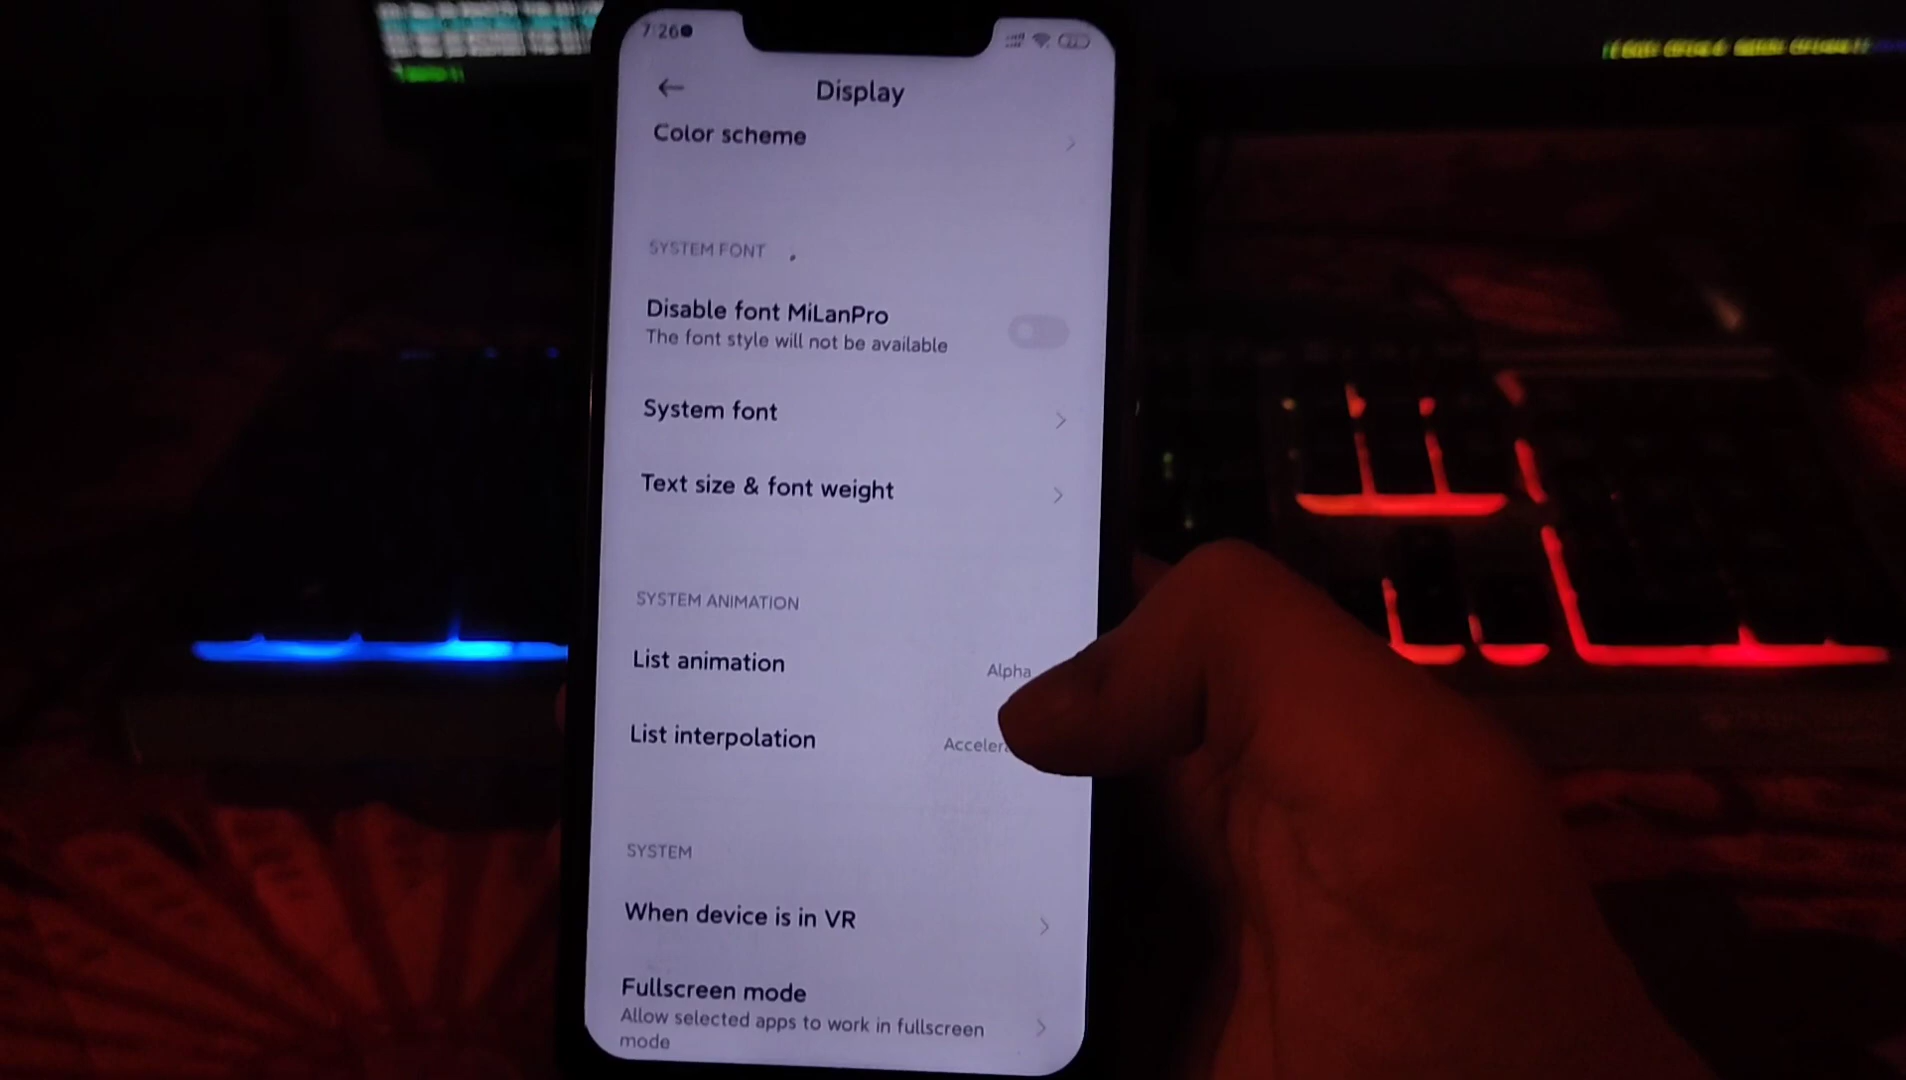 7:26
Display
Color scheme
SYSTEM FONT
Disable font MiLanPro
The font style will not be available
System font
Text size & font weight
SYSTEM ANIMATION
List animation
Alpha
List interpolation
Acceler
SYSTEM
When device is in VR
Fullscreen mode
Allow selected apps to work in fullscreen
mode